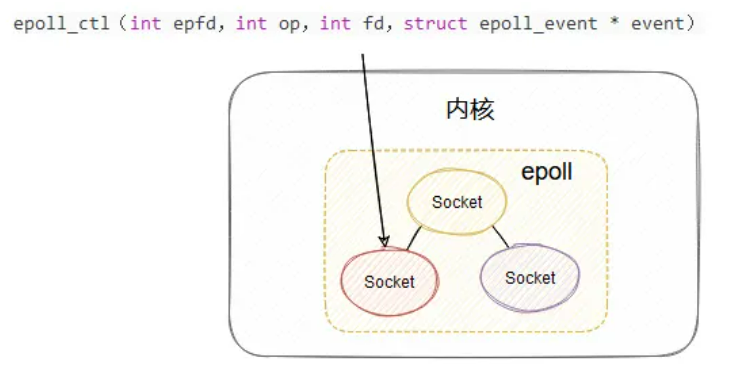 epoll_ctl（int epfd，int op，int fd，struct epoll_event * event）
内核
epoll
Socket
Socket
Socket